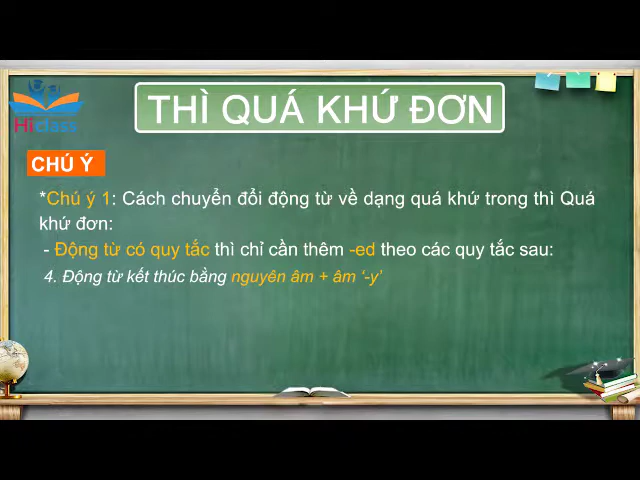 Hiclass
THÌ QUÁ KHỨ ĐƠN
CHÚ Ý
*Chú ý 1: Cách chuyển đổi động từ về dạng quá khứ trong thì Quá
khứ đơn:
- Động từ có quy tắc thì chỉ cần thêm -ed theo các quy tắc sau:
4. Động từ kết thúc bằng nguyên âm + âm ‘-y’